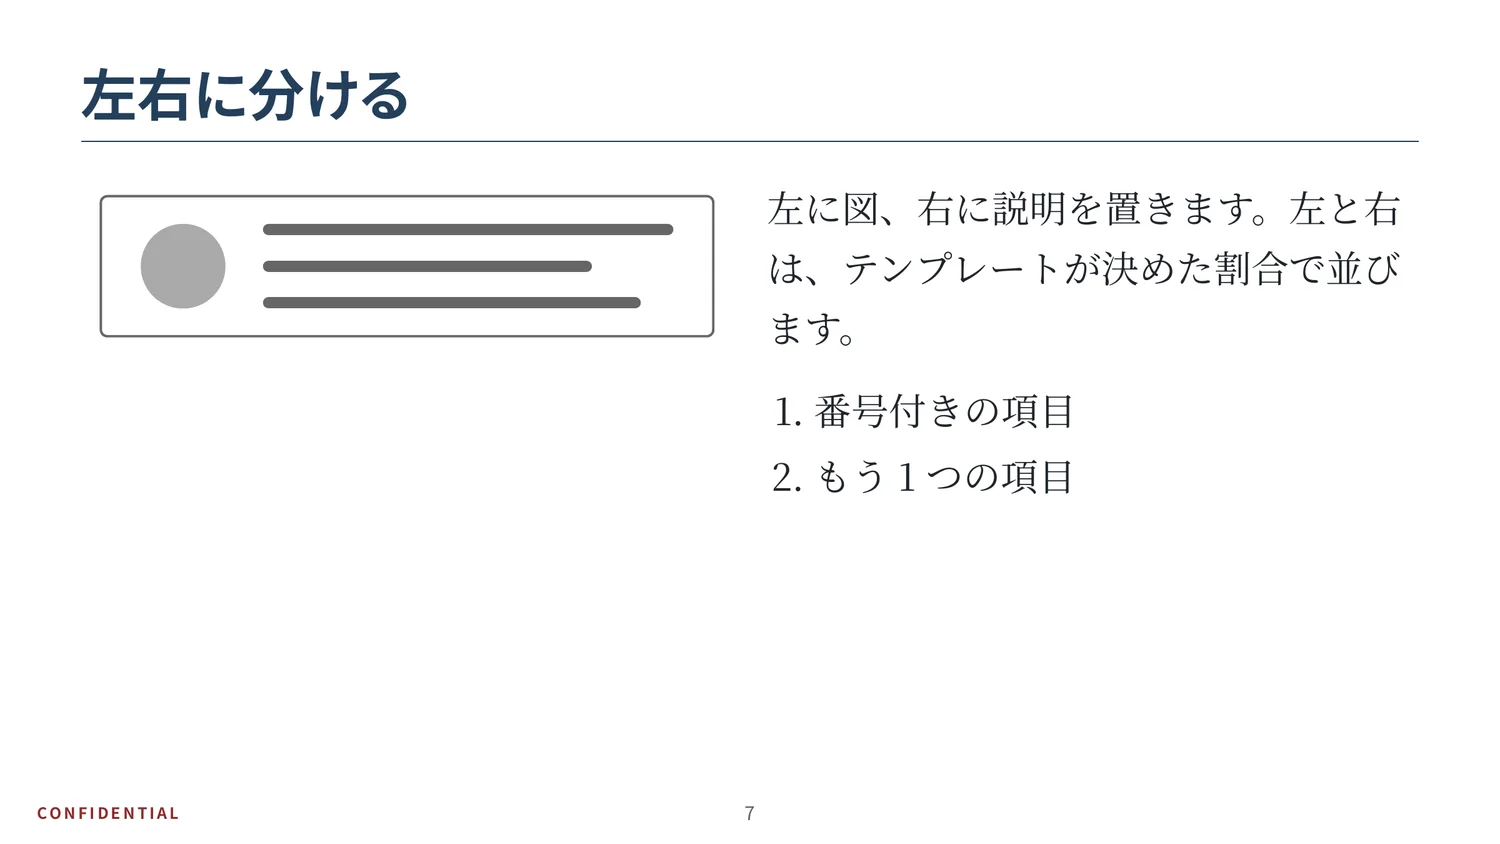 左右に分ける
左に図、右に説明を置きます。左と右
は、テンプレートが決めた割合で並び
ます。
1. 番号付きの項目
2. もう1つの項目
CONFIDENTIAL
7